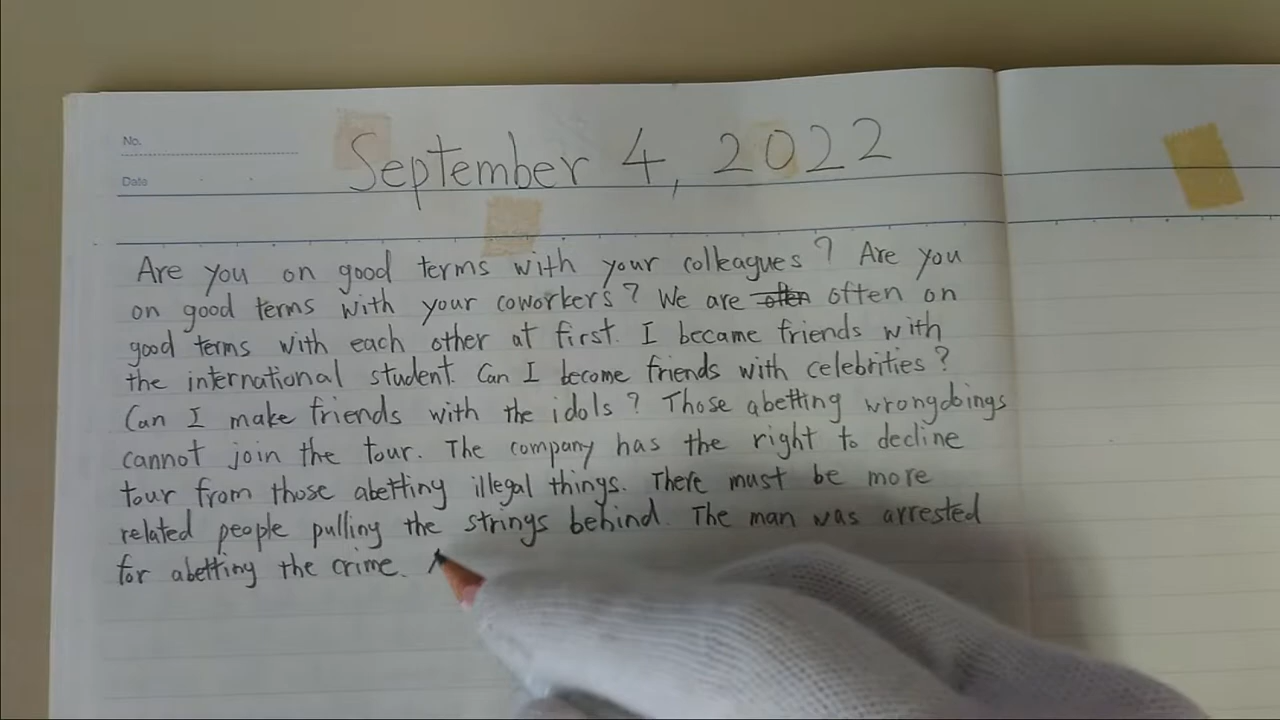 No.
Date
September 4, 2022
Are you on good terms with your colleagues? Are you
on good terms with your coworkers? We are often often on
good terms with each other at first. I became friends with
the international student. Can I become friends with celebrities?
Can I make friends with the idols? Those abetting wrongdoings
cannot join the tour. The company has the right to decline
tour from those abetting illegal things. There must be more
related people pulling the strings behind. The man was arrested
for abetting the crime.